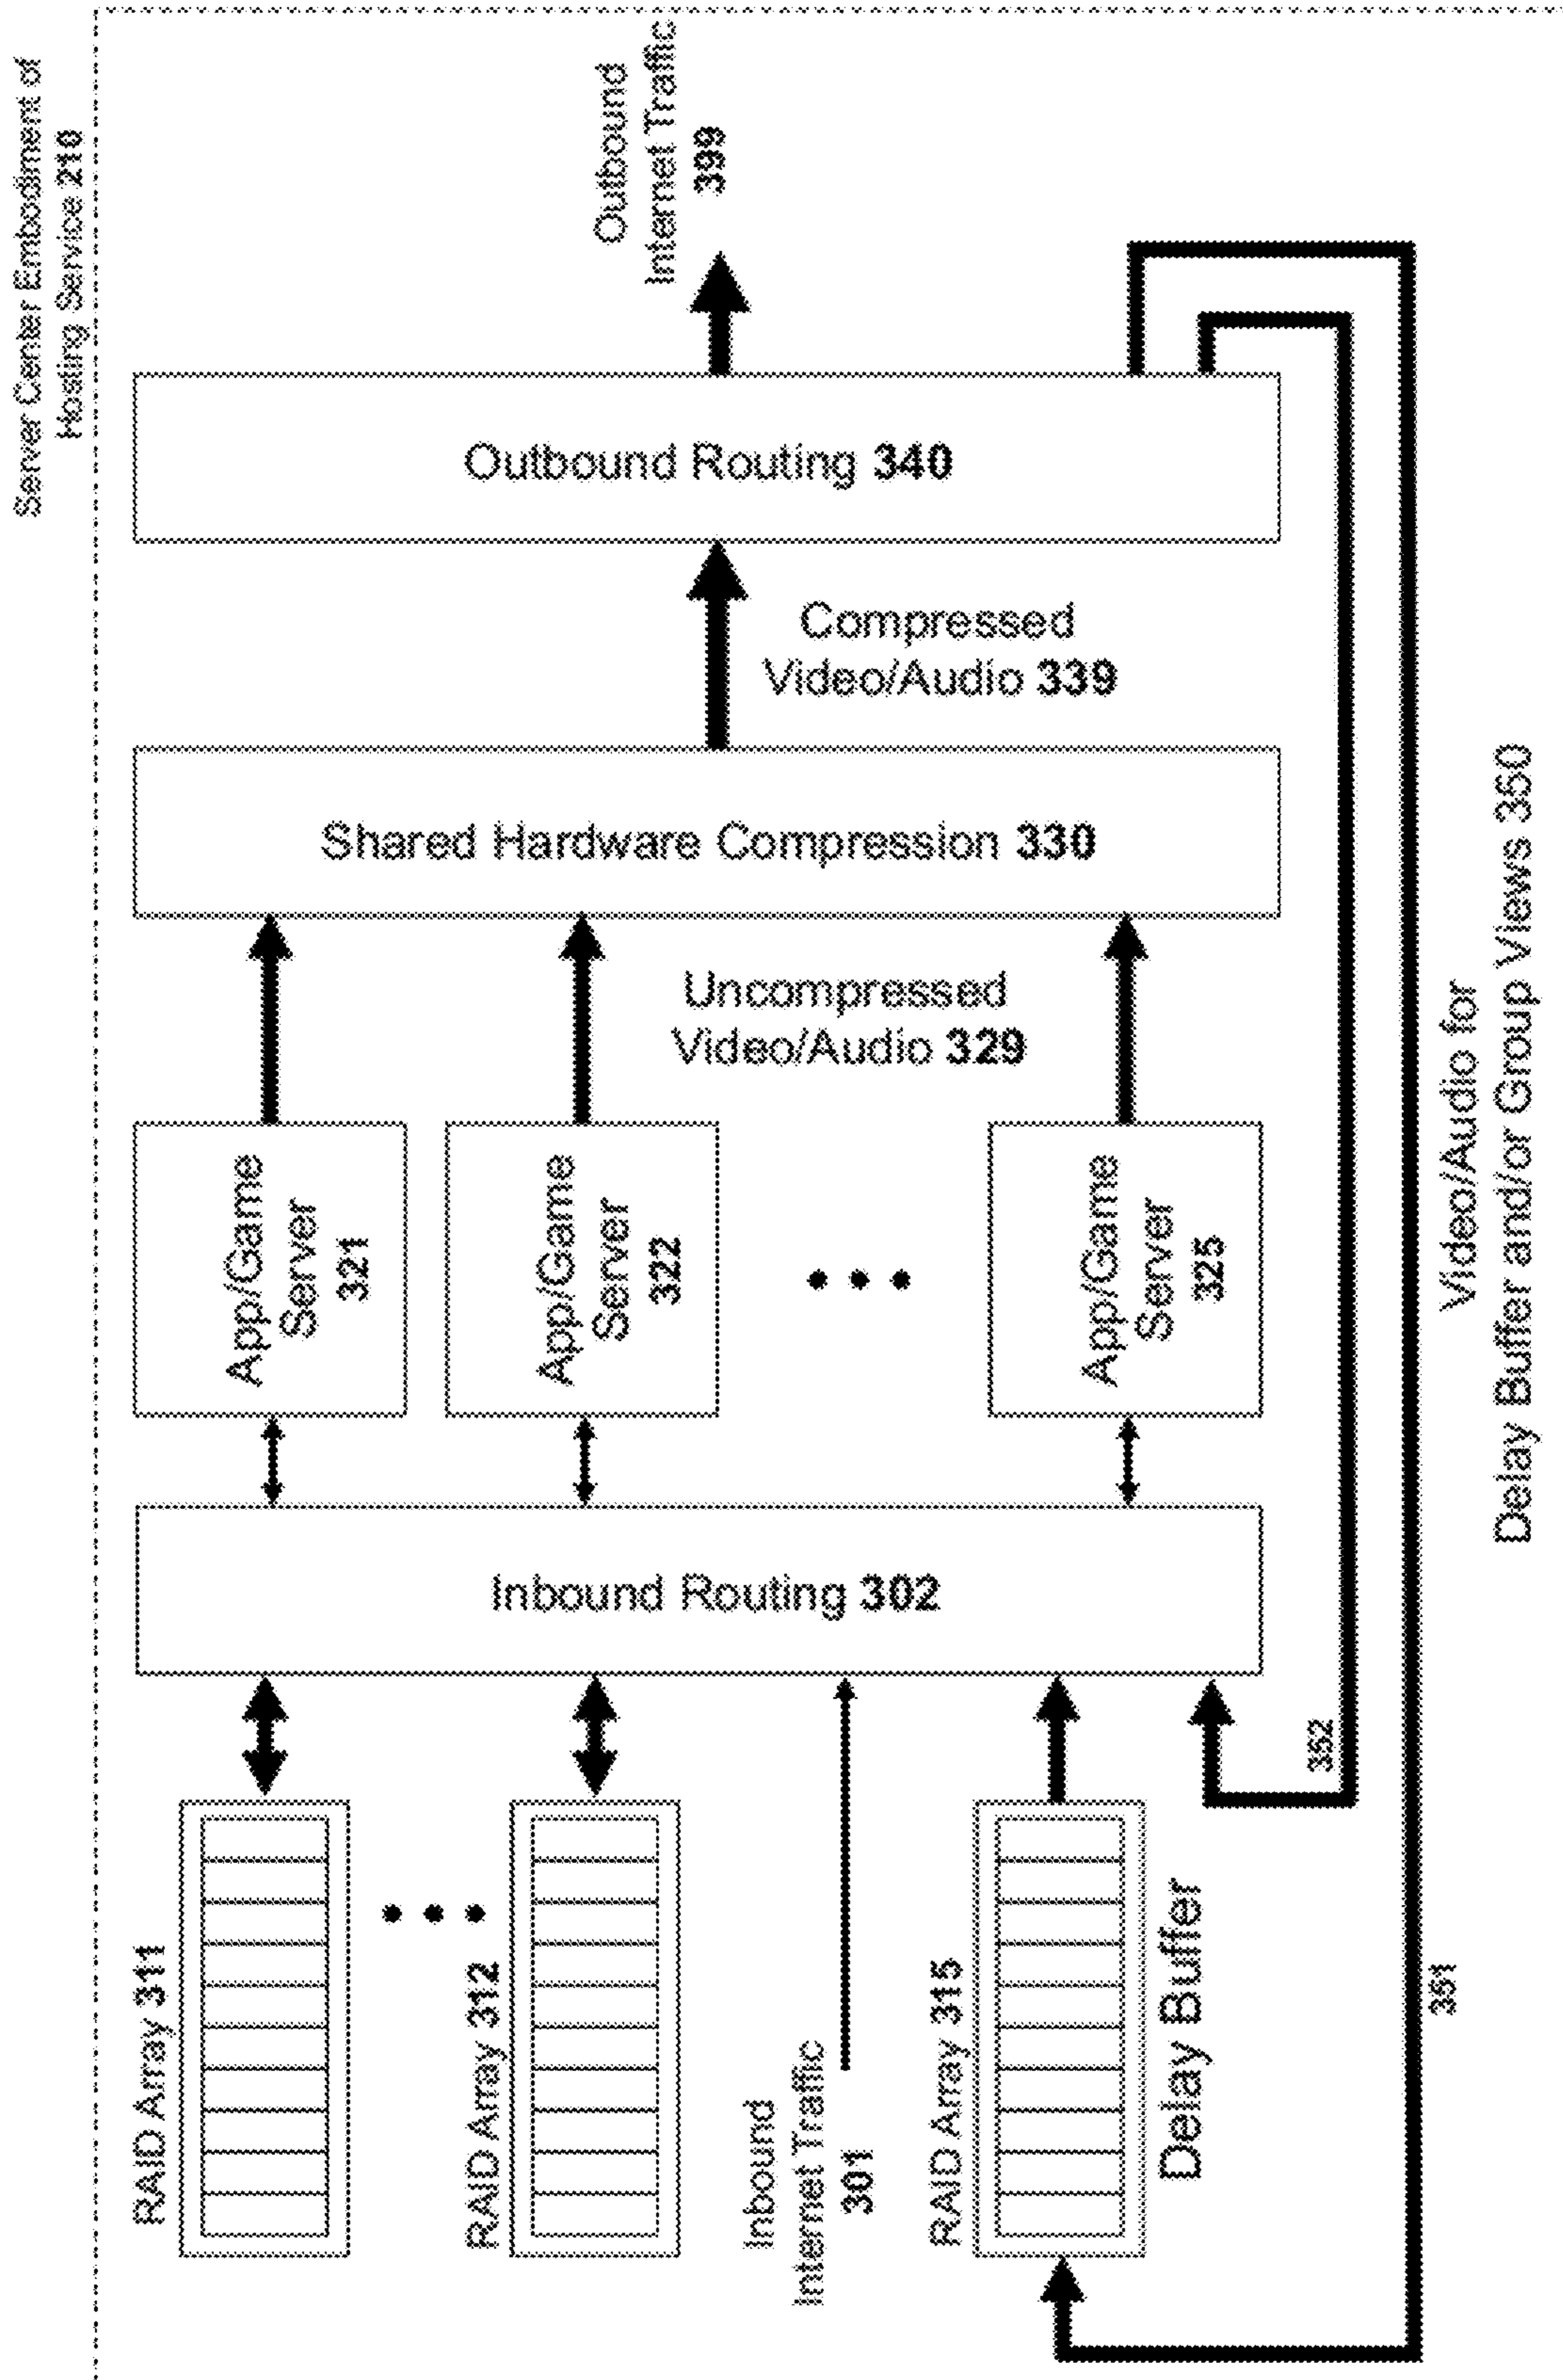 Server Center Embodiment of
Hosting Service 210
RAID Array 311
RAID Array 312
Inbound
Internet Traffic
301
RAID Array 315
Delay Buffer
Inbound Routing 302
App/Game
Server
321
App/Game
Server
322
App/Game
Server
325
Uncompressed
Video/Audio 329
Shared Hardware Compression 330
Compressed
Video/Audio 339
Outbound Routing 340
Outbound
Internet Traffic
399
352
351
Video/Audio for
Delay Buffer and/or Group Views 350